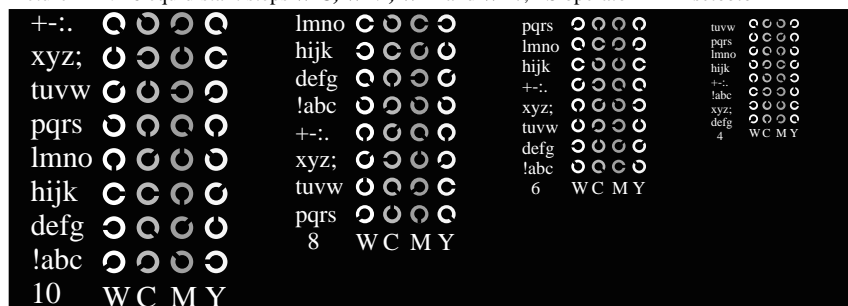 +-:.
xyz;
tuvw
pqrs
lmno
hijk
defg
!abc
10 W C M Y
lmno
hijk
defg
!abc
+-:.
xyz;
tuvw
pqrs
8 W C M Y
pqrs
lmno
hijk
+-:.
xyz;
tuvw
defg
!abc
6 W C M Y
tuvw
pqrs
lmno
hijk
+-:.
!abc
xyz;
defg
4 W C M Y